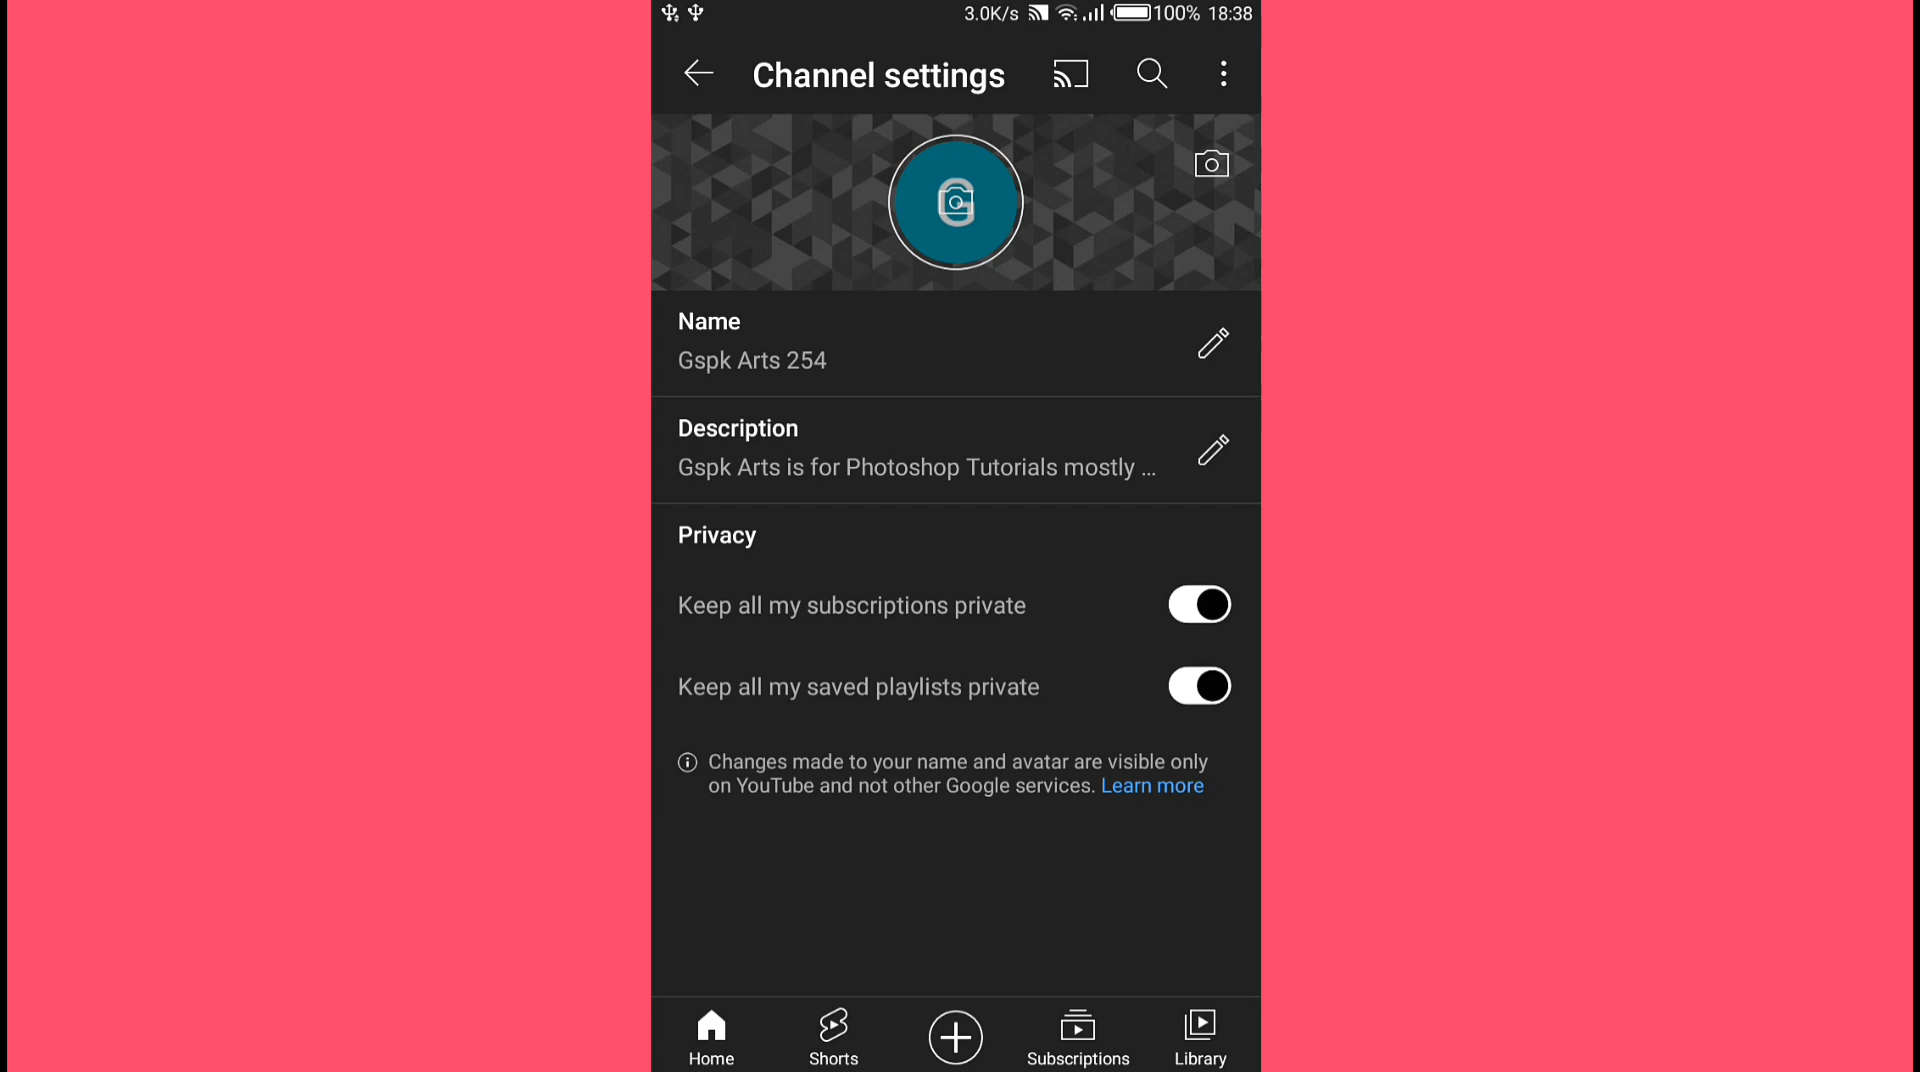 3.0K/s 100% 18:38
Channel settings
G
Name
Gspk Arts 254
Description
Gspk Arts is for Photoshop Tutorials mostly ...
Privacy
Keep all my subscriptions private
Keep all my saved playlists private
Changes made to your name and avatar are visible only
on YouTube and not other Google services. Learn more
Home Shorts Subscriptions Library